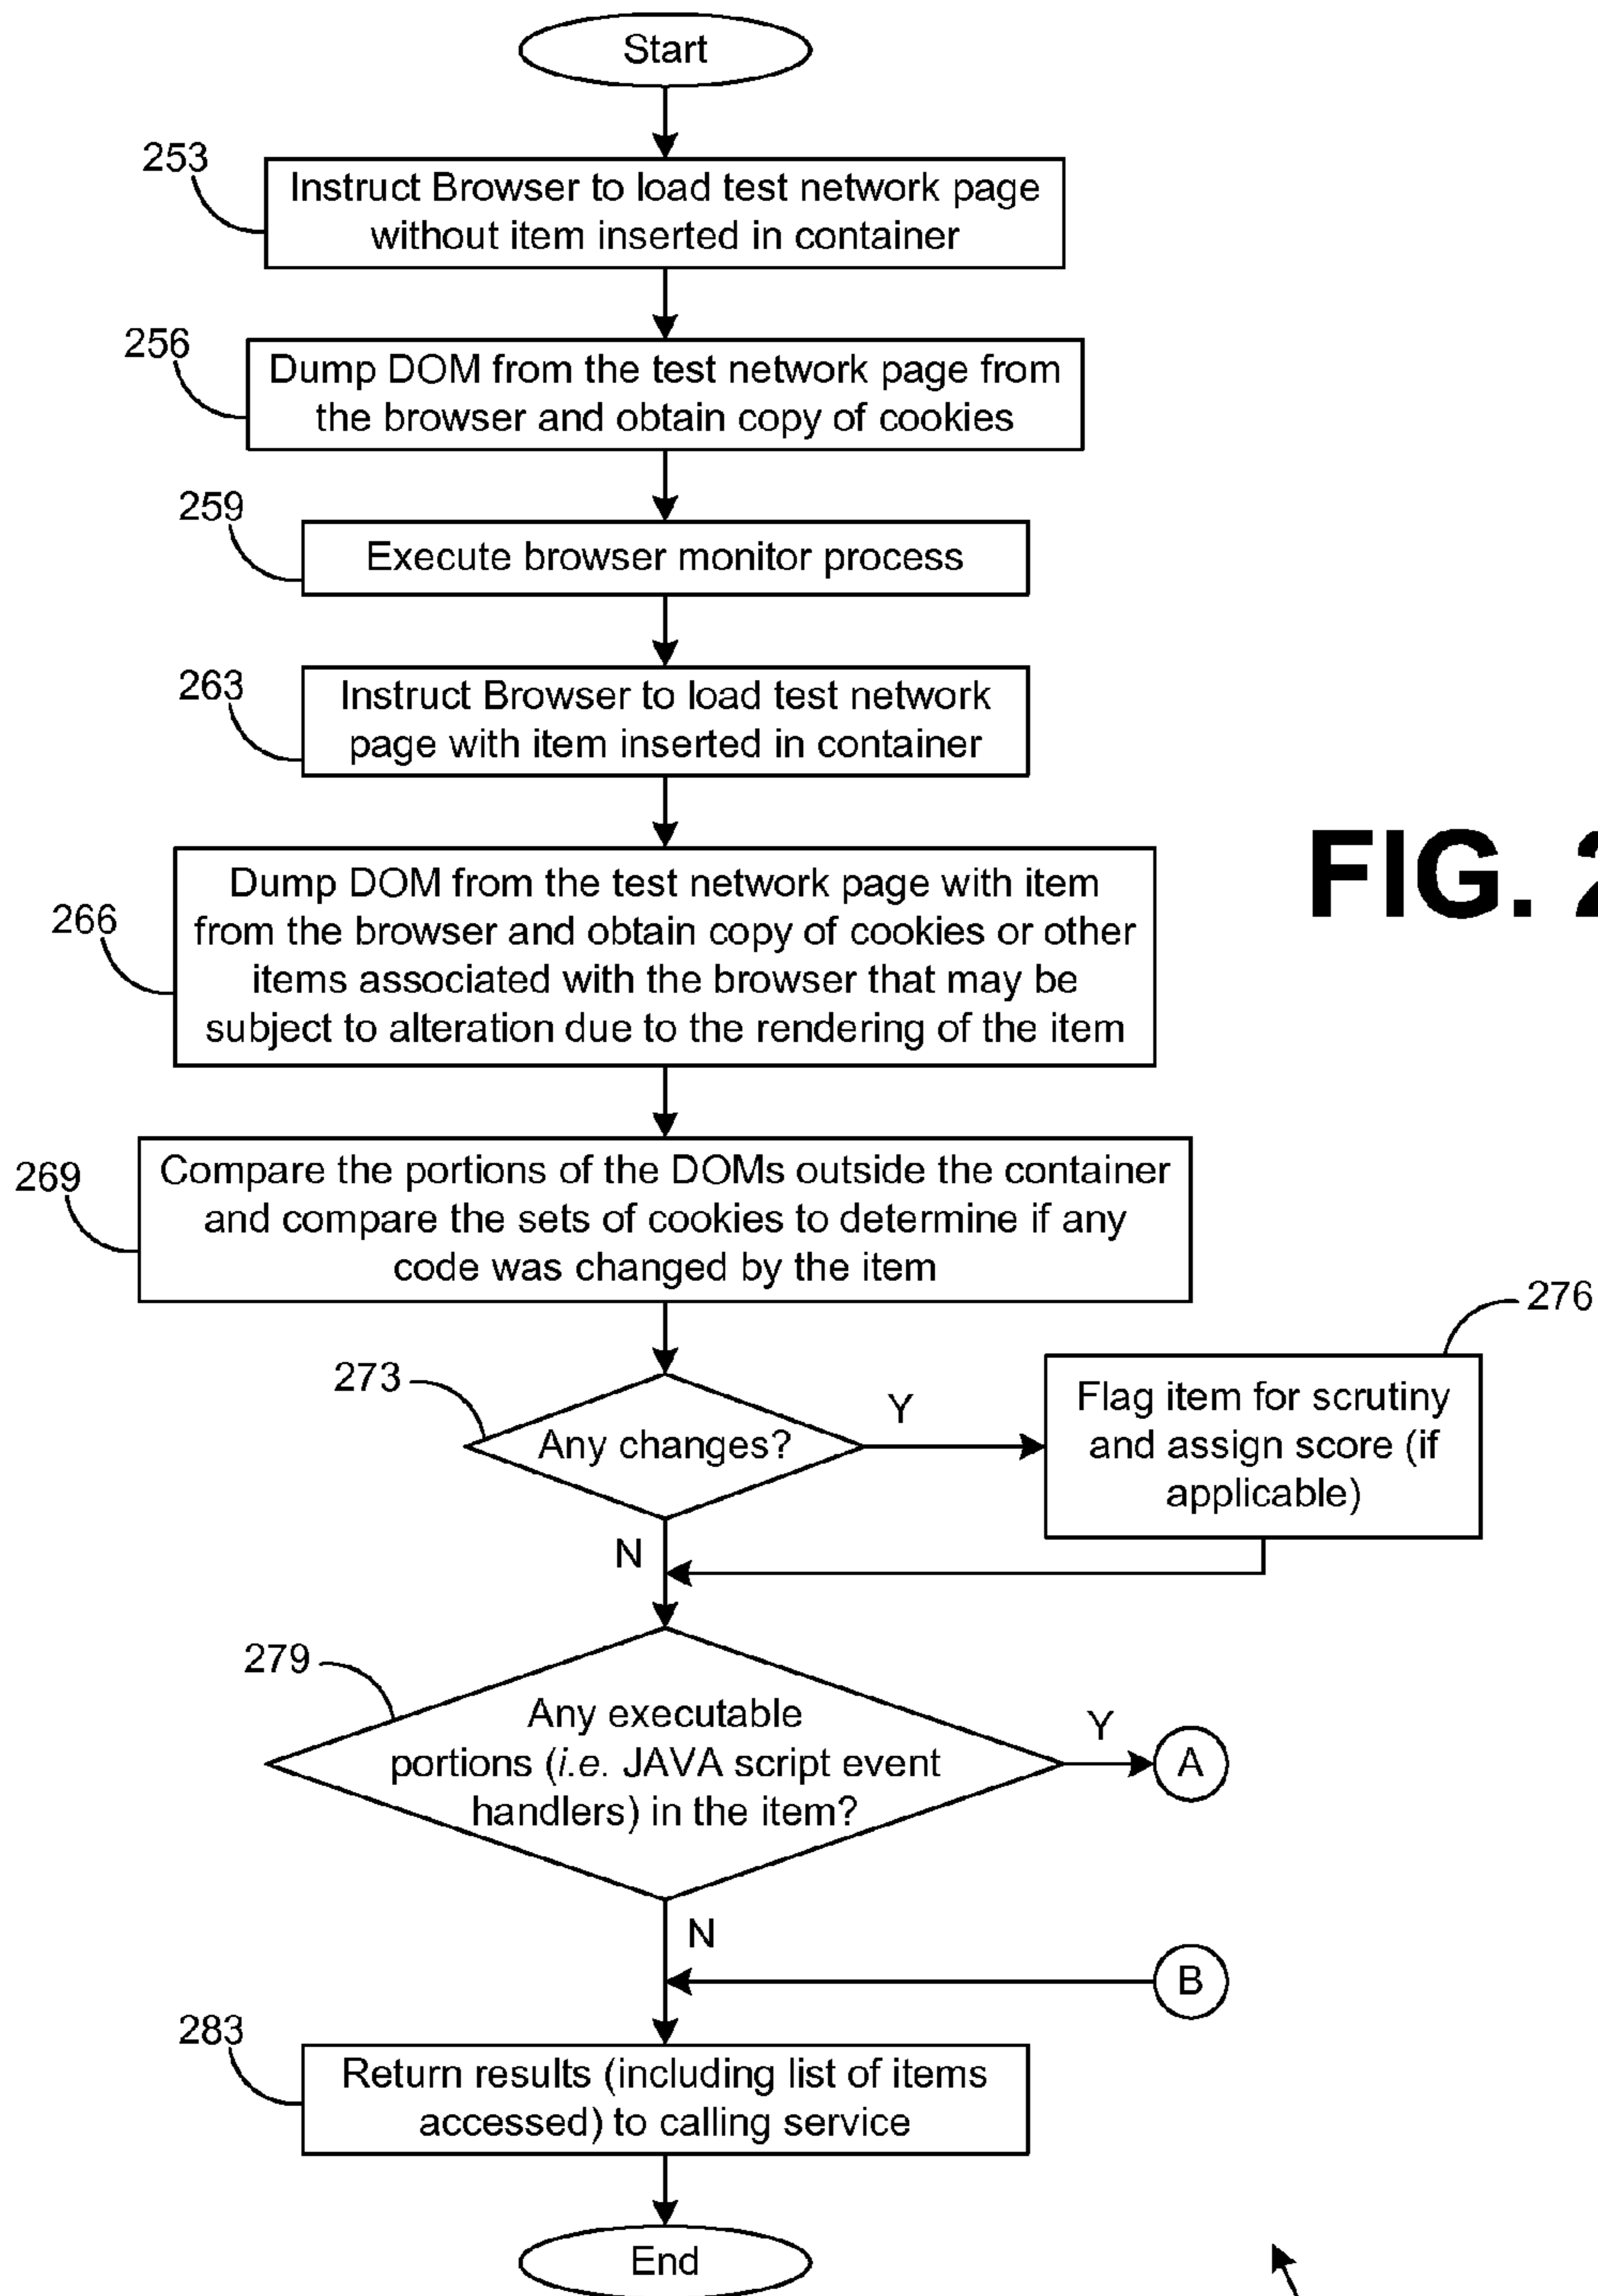 Start
253
Instruct Browser to load test network page
without item inserted in container
256
Dump DOM from the test network page from
the browser and obtain copy of cookies
259
Execute browser monitor process
263
Instruct Browser to load test network
page with item inserted in container
FIG. 2
266
Dump DOM from the test network page with item
from the browser and obtain copy of cookies or other
items associated with the browser that may be
subject to alteration due to the rendering of the item
269
Compare the portions of the DOMs outside the container
and compare the sets of cookies to determine if any
code was changed by the item
276
273
Any changes?
Y
Flag item for scrutiny
and assign score (if
applicable)
N
279
Any executable
portions (i.e. JAVA script event
handlers) in the item?
Y
A
N
B
283
Return results (including list of items
accessed) to calling service
End